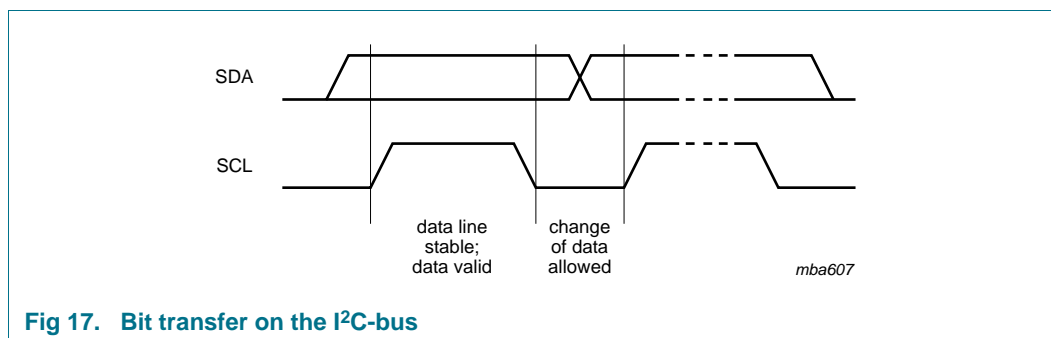 SDA
SCL
data line
stable;
data valid
change
of data
allowed
mba607
Fig 17. Bit transfer on the I²C-bus